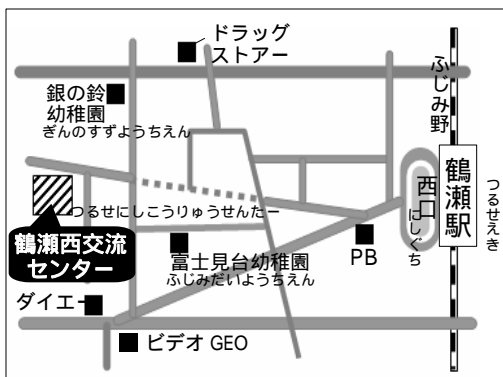 ドラッグ
ストアー
ふじみ野
銀の鈴
幼稚園
ぎんのすずようちえん
鶴瀬駅
つるせえき
西口
にしぐち
つるせにしこうりゅうせんたー
鶴瀬西交流
センター
富士見台幼稚園
ふじみだいようちえん
PB
ダイエー
ビデオ GEO